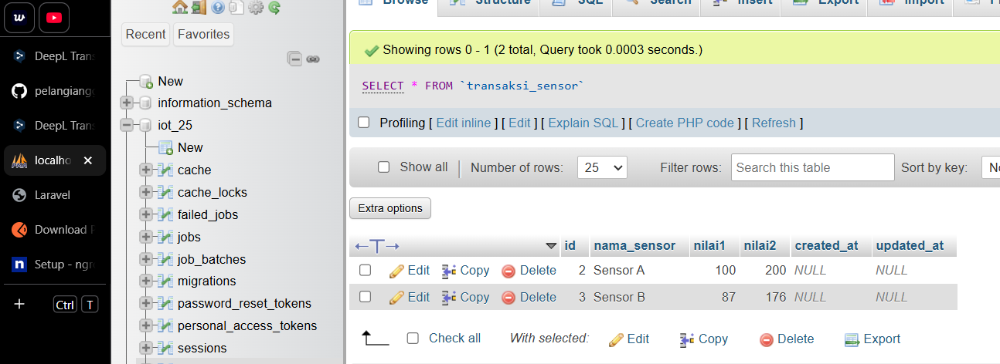 DeepL Trans
pelangiang
DeepL Trans
localho
Laravel
Download
Setup - ngr
Ctrl T
Recent Favorites
New
information_schema
iot_25
New
cache
cache_locks
failed_jobs
jobs
job_batches
migrations
password_reset_tokens
personal_access_tokens
sessions
Browse Structure SQL Search Insert Export Import
Showing rows 0 - 1 (2 total, Query took 0.0003 seconds.)
SELECT * FROM `transaksi_sensor`
Profiling [ Edit inline ] [ Edit ] [ Explain SQL ] [ Create PHP code ] [ Refresh ]
Show all Number of rows: 25 Filter rows: Search this table Sort by key:
Extra options
id nama_sensor nilai1 nilai2 created_at updated_at
Edit Copy Delete 2 Sensor A 100 200 NULL NULL
Edit Copy Delete 3 Sensor B 87 176 NULL NULL
Check all With selected: Edit Copy Delete Export